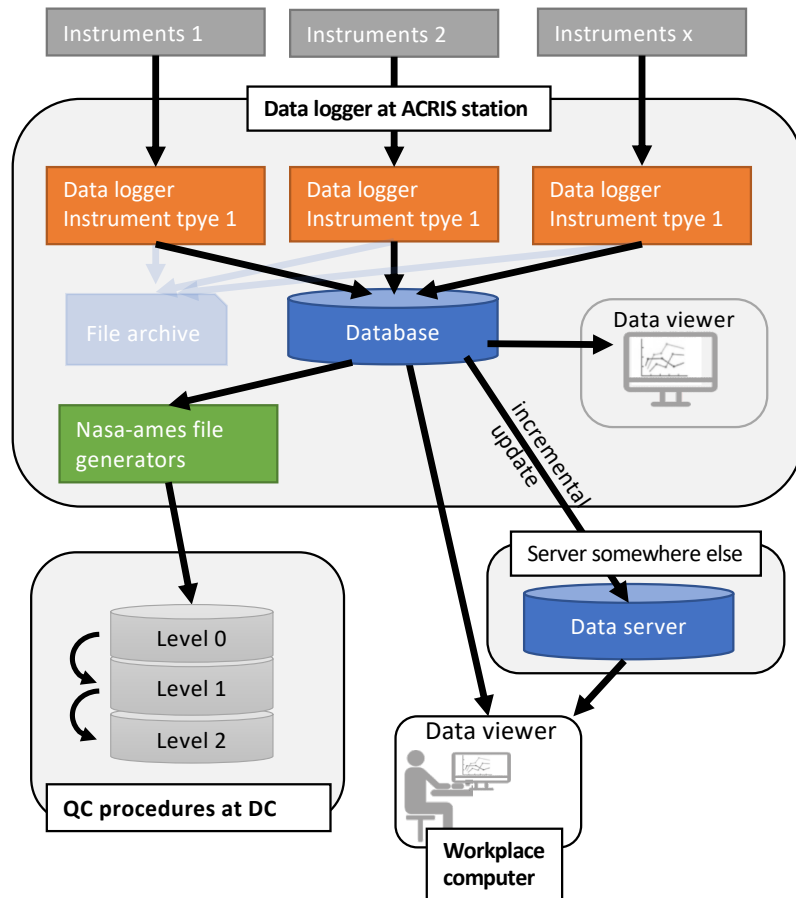 Instruments 1
Instruments 2
Instruments x
Data logger at ACRIS station
Data logger
Instrument tpye 1
Data logger
Instrument tpye 1
Data logger
Instrument tpye 1
File archive
Database
Data viewer
Nasa-ames file
generators
incremental
update
Server somewhere else
Data server
Level 0
Level 1
Level 2
QC procedures at DC
Data viewer
Workplace
computer